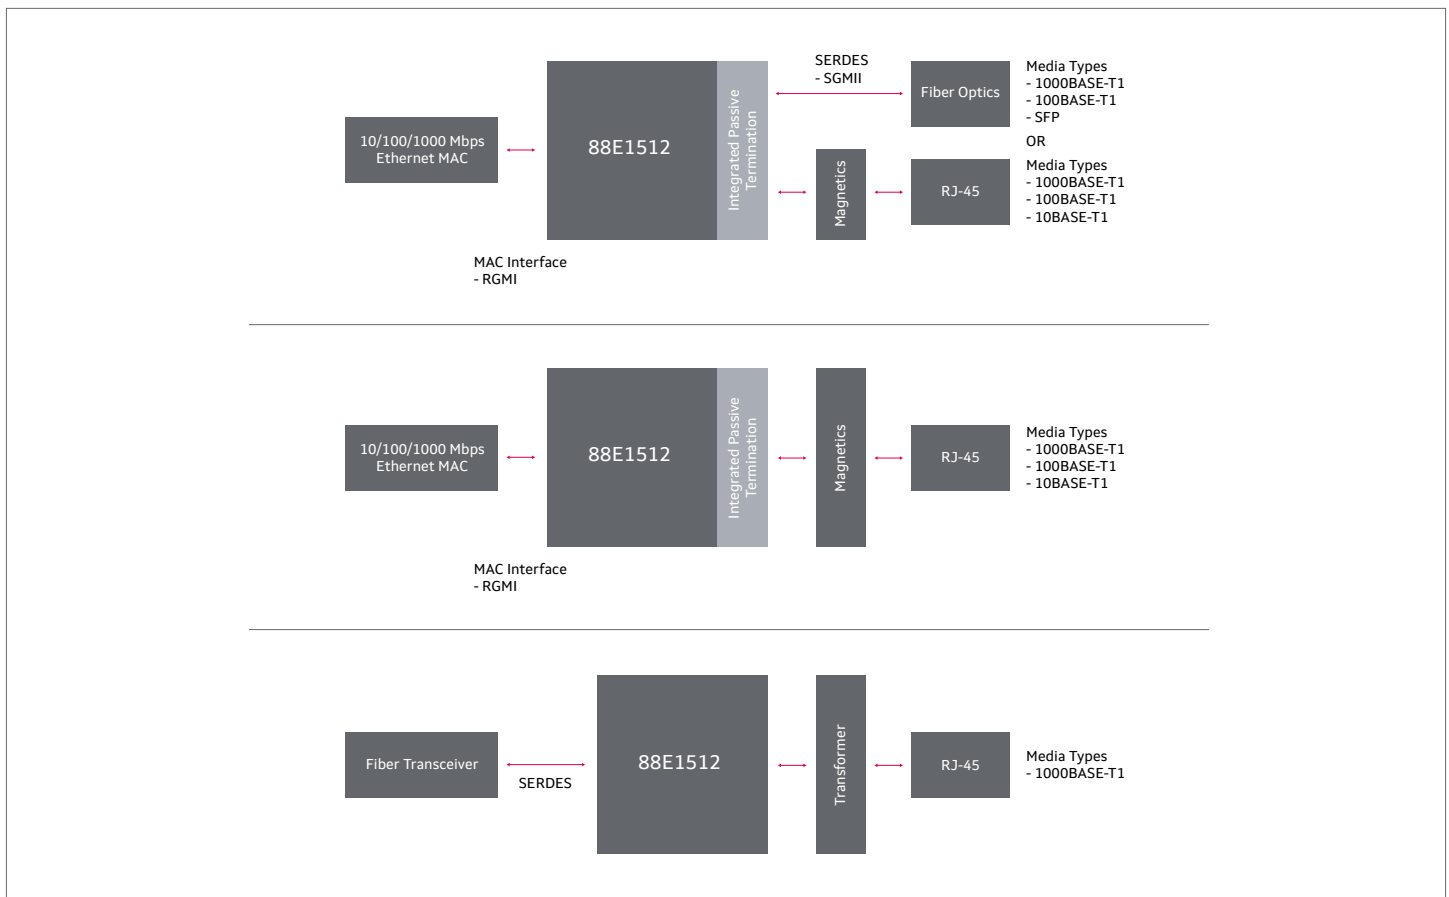 SERDES
- SGMII
10/100/1000 Mbps
Ethernet MAC
88E1512
Integrated Passive
Termination
Magnetics
Fiber Optics
Media Types
- 1000BASE-T1
- 100BASE-T1
- SFP
OR
RJ-45
Media Types
- 1000BASE-T1
- 100BASE-T1
- 10BASE-T1
MAC Interface
- RGMI
10/100/1000 Mbps
Ethernet MAC
88E1512
Integrated Passive
Termination
Magnetics
RJ-45
Media Types
- 1000BASE-T1
- 100BASE-T1
- 10BASE-T1
MAC Interface
- RGMI
Fiber Transceiver
SERDES
88E1512
Transformer
RJ-45
Media Types
- 1000BASE-T1